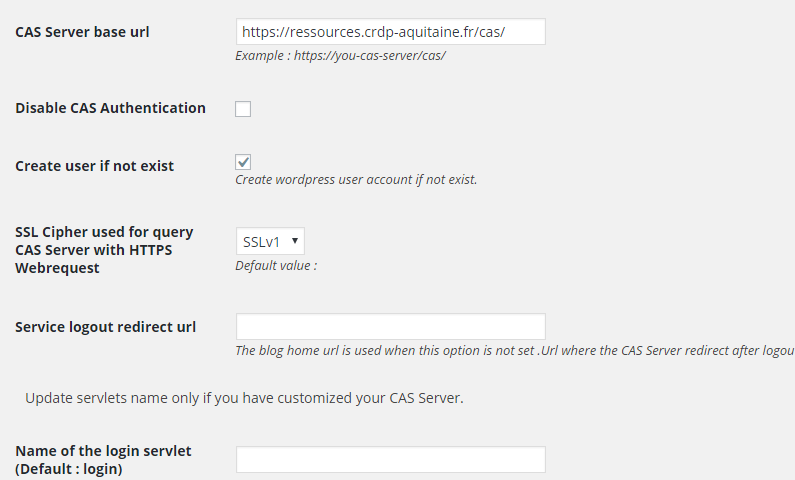 CAS Server base url
https://ressources.crdp-aquitaine.fr/cas/
Example : https://you-cas-server/cas/
Disable CAS Authentication
Create user if not exist
Create wordpress user account if not exist.
SSL Cipher used for query
CAS Server with HTTPS
Webrequest
SSLv1
Default value :
Service logout redirect url
The blog home url is used when this option is not set .Url where the CAS Server redirect after logou
Update servlets name only if you have customized your CAS Server.
Name of the login servlet
(Default : login)